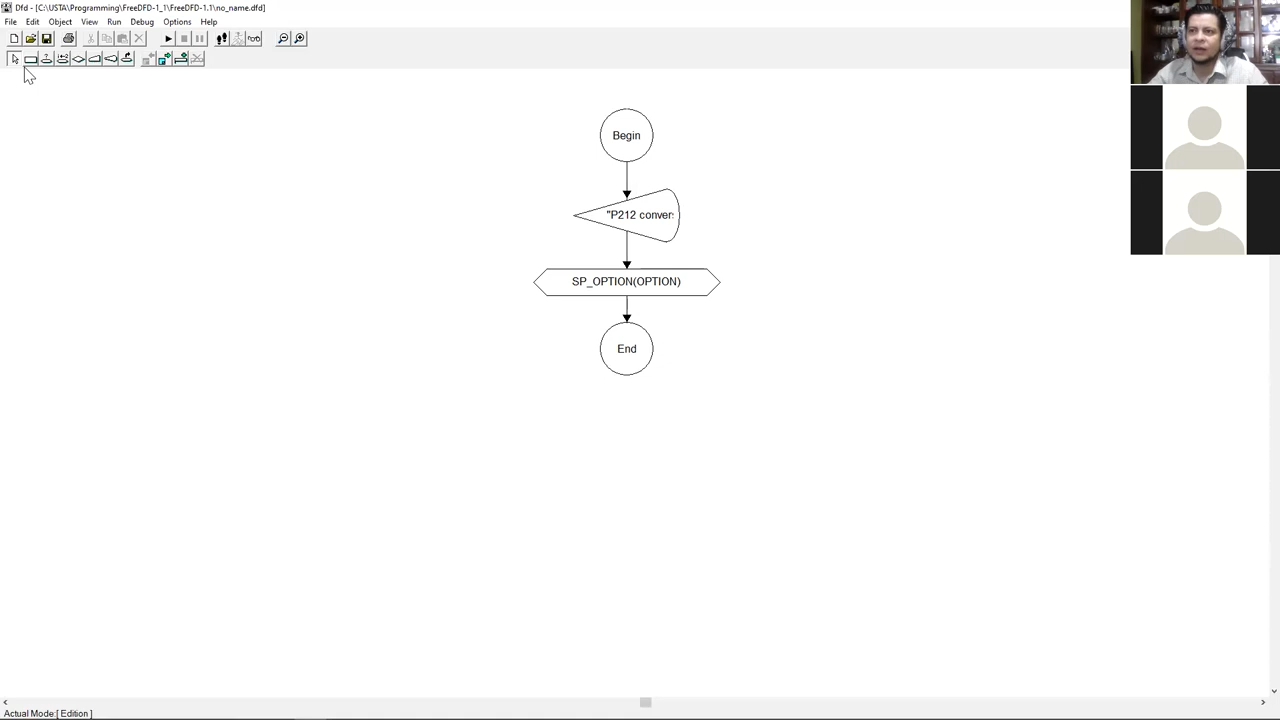 Dfd - [C:\USTA\Programming\FreeDFD-1_1\FreeDFD-1.1\no_name.dfd]
File Edit Object View Run Debug Options Help
Begin
"P212 conver
SP_OPTION(OPTION)
End
Actual Mode:[ Edition ]